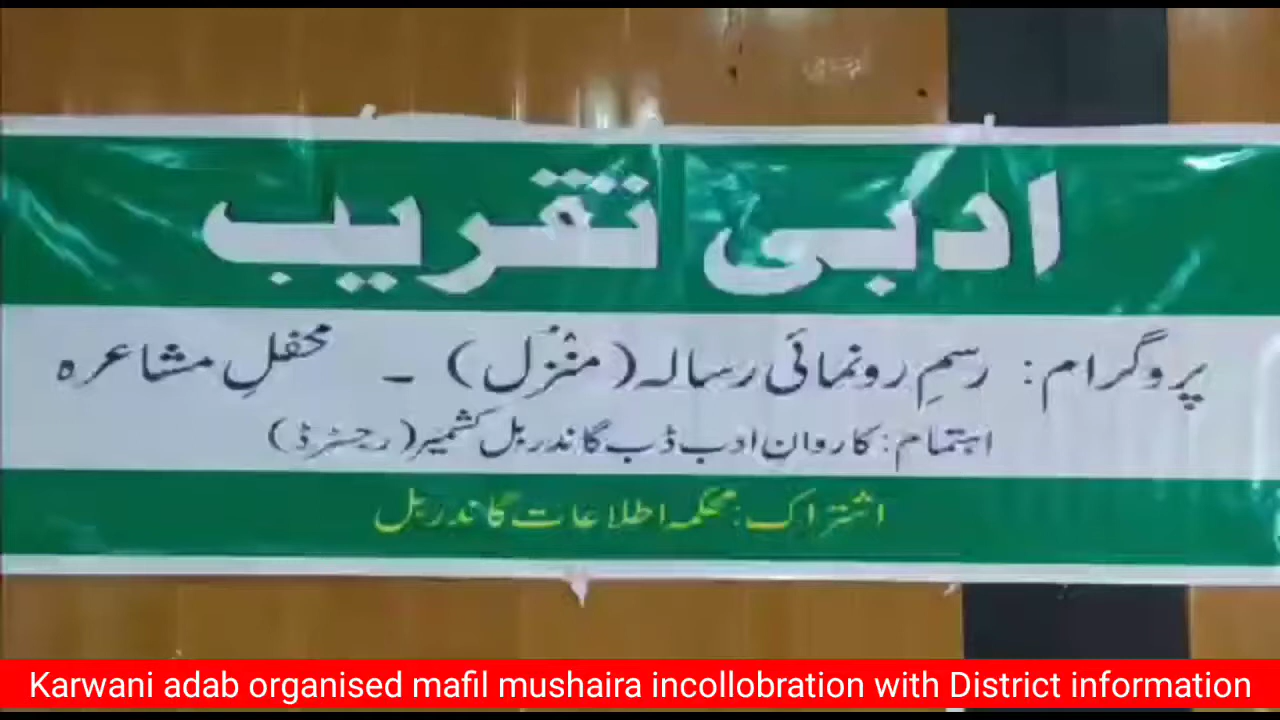 ادبی تقریب
پروگرام: رسمِ رونمائی رسالہ (منزل) - محفلِ مشاعرہ
اہتمام: کاروان ادب ڈب گاندربل کشمیر (رجسٹرڈ)
اشتراک: محکمہ اطلاعات گاندربل
Karwani adab organised mafil mushaira incollobration with District information